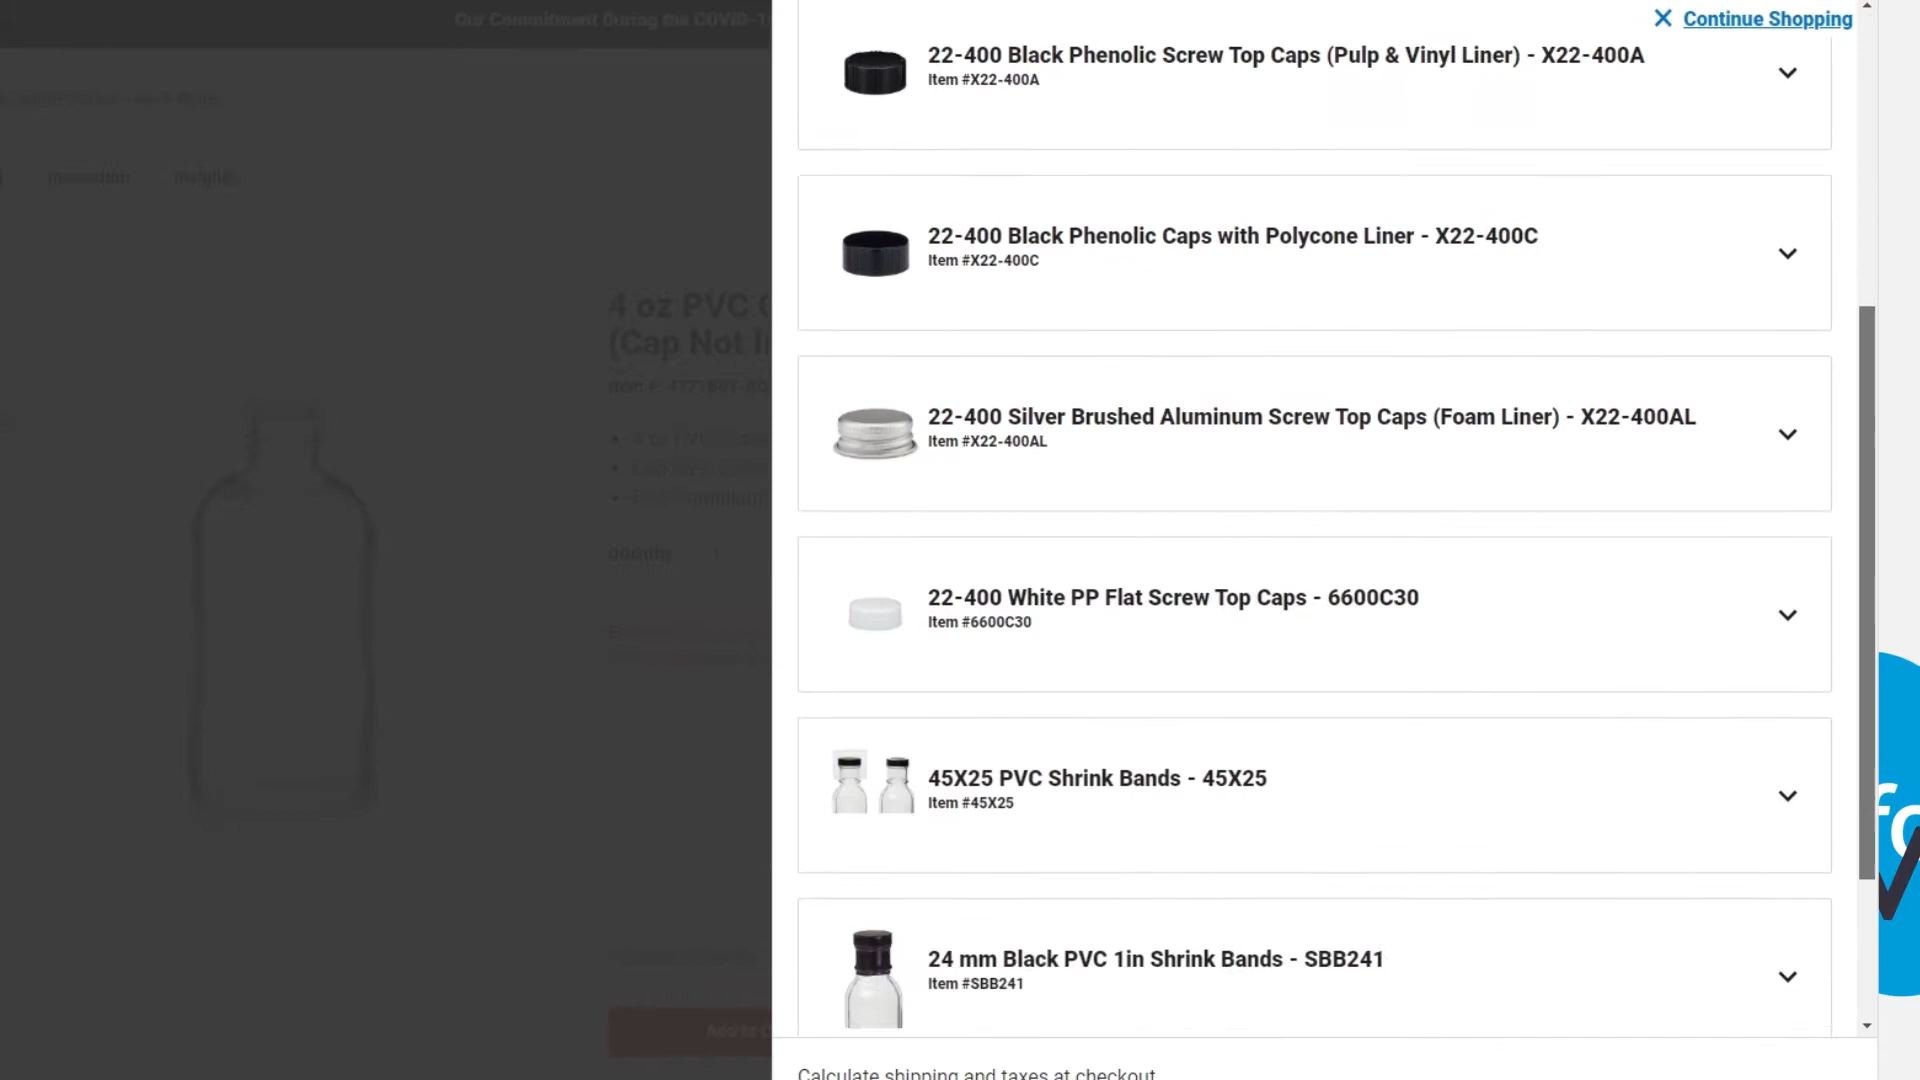 Our Commitment During the COVID-1
Continue Shopping
22-400 Black Phenolic Screw Top Caps (Pulp & Vinyl Liner) - X22-400A
Item #X22-400A
22-400 Black Phenolic Caps with Polycone Liner - X22-400C
Item #X22-400C
4 oz PVC
(Cap Not
22-400 Silver Brushed Aluminum Screw Top Caps (Foam Liner) - X22-400AL
Item #X22-400AL
Quantity
22-400 White PP Flat Screw Top Caps - 6600C30
Item #6600C30
45X25 PVC Shrink Bands - 45X25
Item #45X25
24 mm Black PVC 1in Shrink Bands - SBB241
Item #SBB241
Add to
Calculate shipping and taxes at checkout